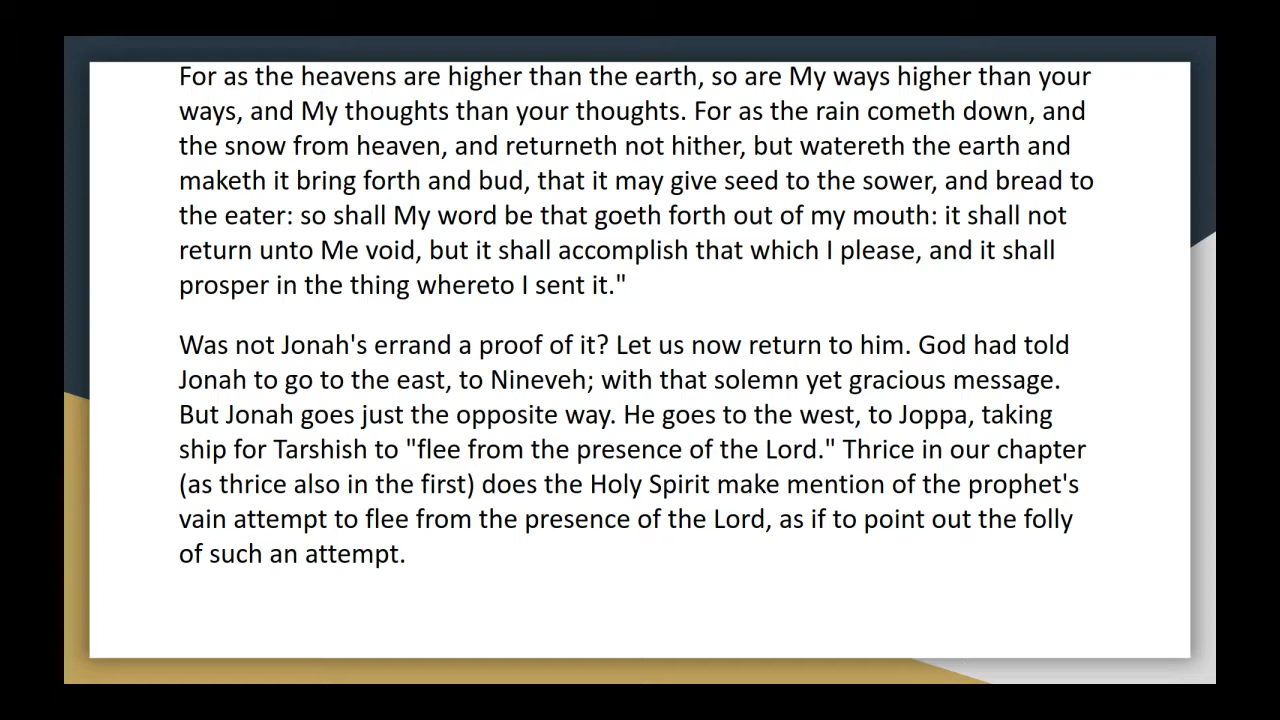 For as the heavens are higher than the earth, so are My ways higher than your
ways, and My thoughts than your thoughts. For as the rain cometh down, and
the snow from heaven, and returneth not hither, but watereth the earth and
maketh it bring forth and bud, that it may give seed to the sower, and bread to
the eater: so shall My word be that goeth forth out of my mouth: it shall not
return unto Me void, but it shall accomplish that which I please, and it shall
prosper in the thing whereto I sent it."
Was not Jonah's errand a proof of it? Let us now return to him. God had told
Jonah to go to the east, to Nineveh; with that solemn yet gracious message.
But Jonah goes just the opposite way. He goes to the west, to Joppa, taking
ship for Tarshish to "flee from the presence of the Lord." Thrice in our chapter
(as thrice also in the first) does the Holy Spirit make mention of the prophet's
vain attempt to flee from the presence of the Lord, as if to point out the folly
of such an attempt.